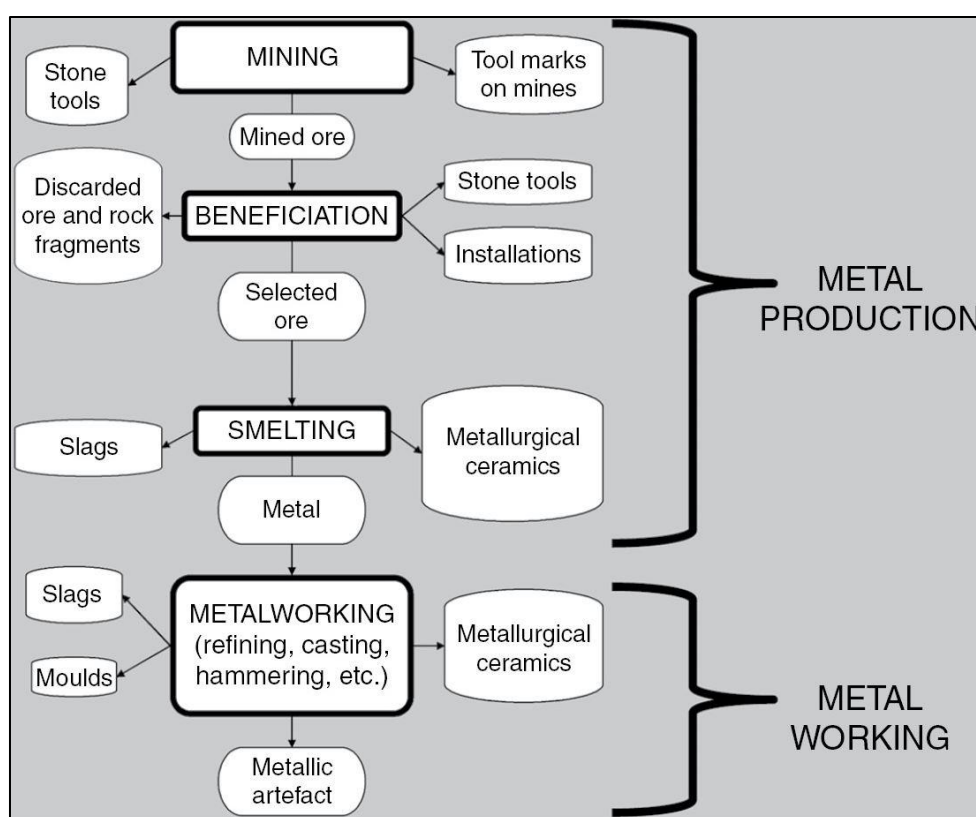 MINING
Stone
tools
Tool marks
on mines
Mined ore
Discarded
ore and rock
fragments
BENEFICIATION
Stone tools
Installations
Selected
ore
METAL
PRODUCTION
Slags
SMELTING
Metallurgical
ceramics
Metal
Slags
Moulds
METALWORKING
(refining, casting,
hammering, etc.)
Metallurgical
ceramics
METAL
WORKING
Metallic
artefact